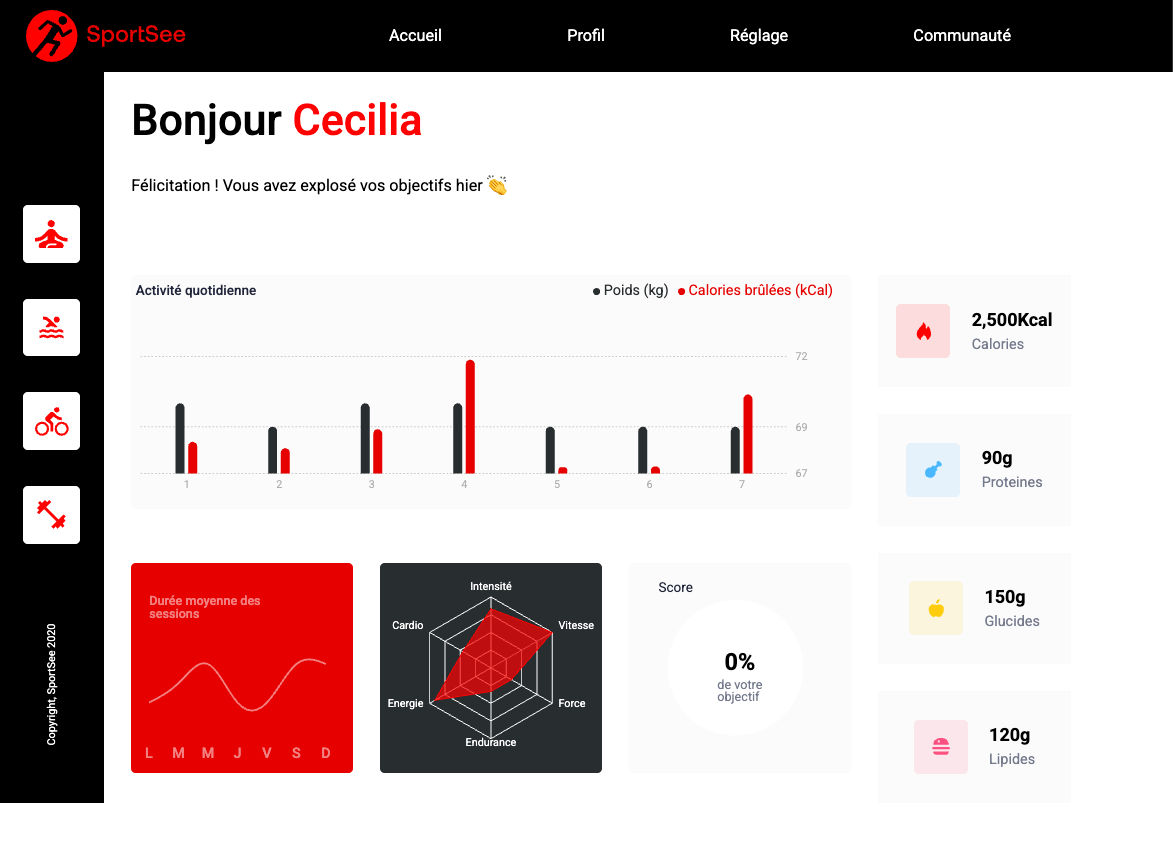 SportSee
Accueil
Profil
Réglage
Communauté
Bonjour Cecilia
Félicitation ! Vous avez explosé vos objectifs hier 👏
Activité quotidienne
Poids (kg)
Calories brûlées (kCal)
72
69
67
1
2
3
4
5
6
7
2,500Kcal
Calories
90g
Proteines
150g
Glucides
120g
Lipides
Durée moyenne des
sessions
L M M J V S D
Intensité
Vitesse
Force
Endurance
Energie
Cardio
Score
0%
de votre
objectif
Copyright, SportSee 2020